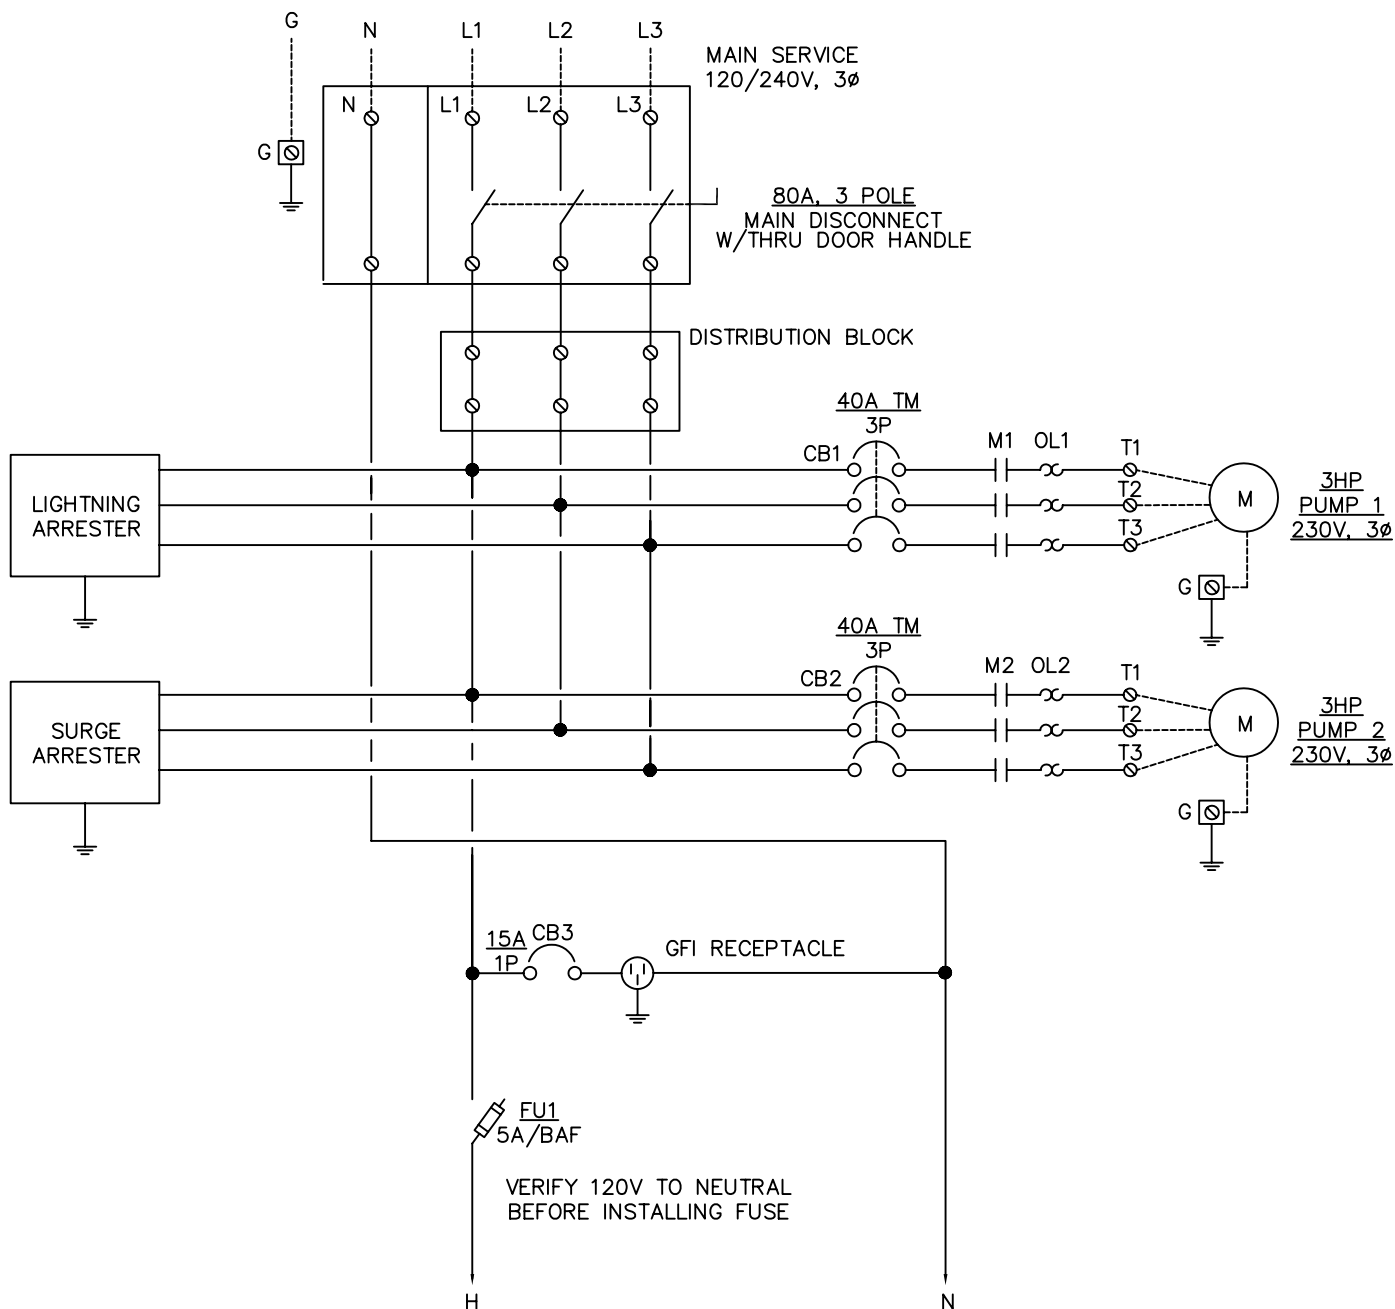 G
N
L1
L2
L3
MAIN SERVICE
120/240V, 3ø
N
L1
L2
L3
G
80A, 3 POLE
MAIN DISCONNECT
W/THRU DOOR HANDLE
DISTRIBUTION BLOCK
40A TM
3P
CB1
M1
OL1
T1
T2
T3
M
3HP
PUMP 1
230V, 3ø
G
LIGHTNING
ARRESTER
40A TM
3P
CB2
M2
OL2
T1
T2
T3
M
3HP
PUMP 2
230V, 3ø
G
SURGE
ARRESTER
15A
1P
CB3
GFI RECEPTACLE
FU1
5A/BAF
VERIFY 120V TO NEUTRAL
BEFORE INSTALLING FUSE
H
N